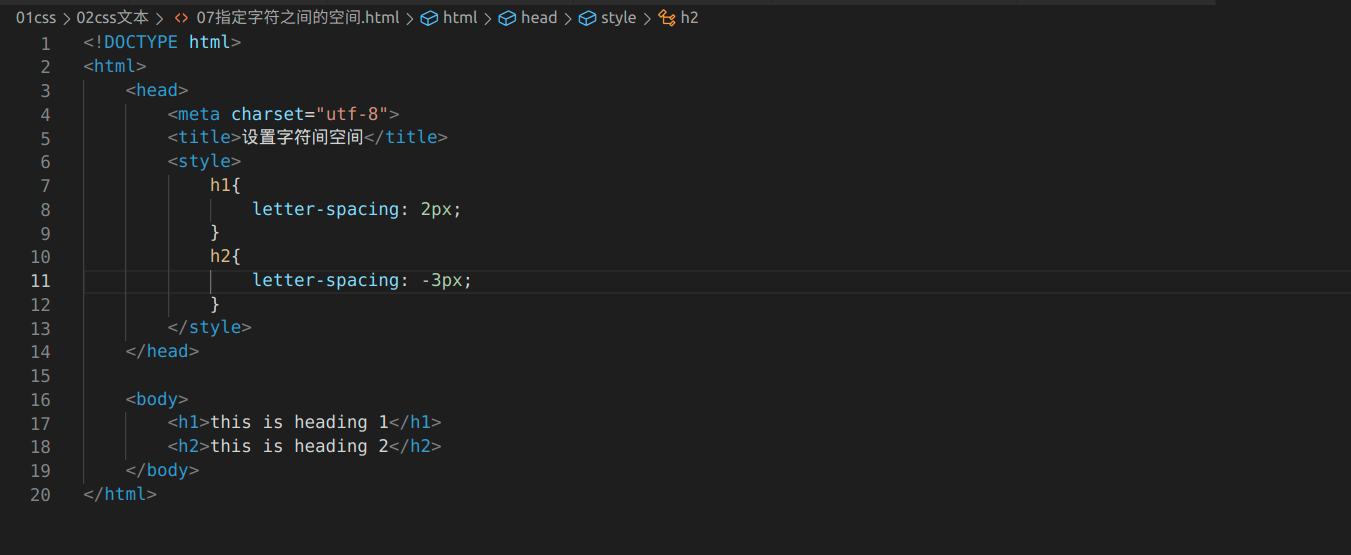 01css > 02css文本 > <> 07指定字符之间的空间.html > html > head > style > h2
1 <!DOCTYPE html>
2 <html>
3 <head>
4 <meta charset="utf-8">
5 <title>设置字符间空间</title>
6 <style>
7 h1{
8 letter-spacing: 2px;
9 }
10 h2{
11 letter-spacing: -3px;
12 }
13 </style>
14 </head>
15
16 <body>
17 <h1>this is heading 1</h1>
18 <h2>this is heading 2</h2>
19 </body>
20 </html>